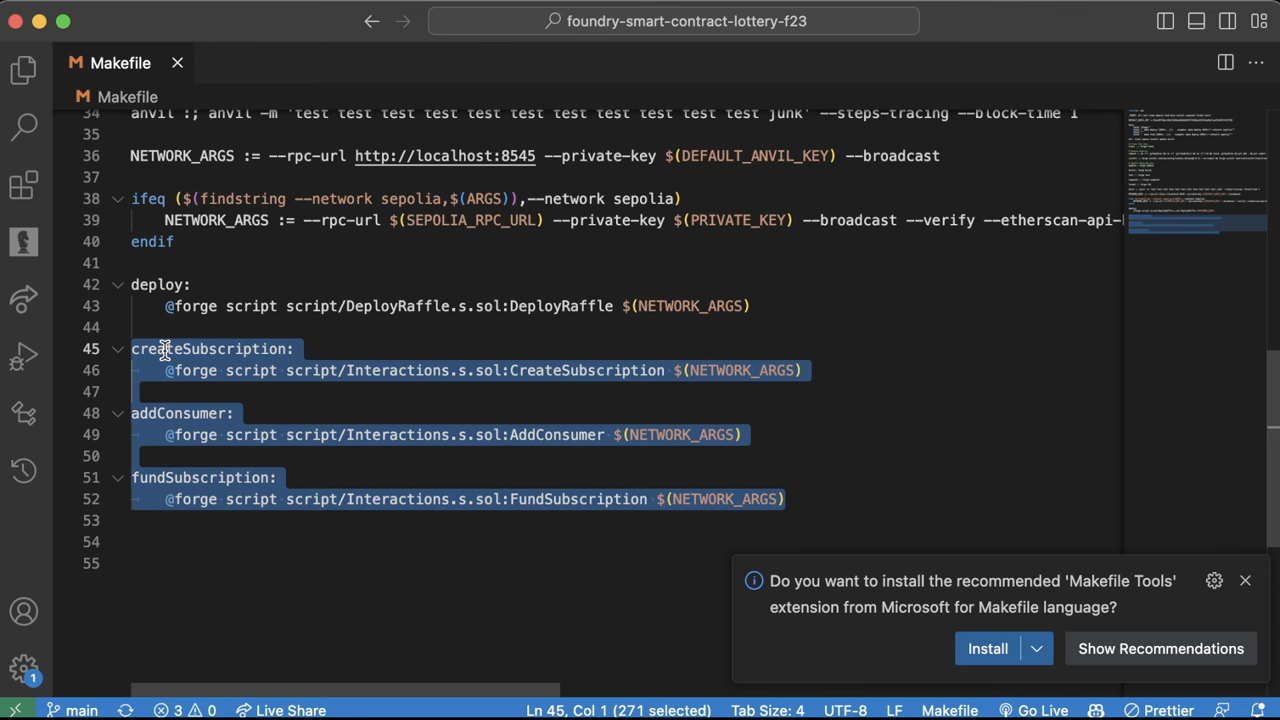 foundry-smart-contract-lottery-f23
Makefile
Makefile
34 anvil :; anvil -m 'test test test test test test test test test test test junk' --steps-tracing --block-time 1
35
36 NETWORK_ARGS := --rpc-url http://localhost:8545 --private-key $(DEFAULT_ANVIL_KEY) --broadcast
37
38 ifeq ($(findstring --network sepolia,$(ARGS)),--network sepolia)
39 NETWORK_ARGS := --rpc-url $(SEPOLIA_RPC_URL) --private-key $(PRIVATE_KEY) --broadcast --verify --etherscan-api-
40 endif
41
42 deploy:
43 @forge script script/DeployRaffle.s.sol:DeployRaffle $(NETWORK_ARGS)
44
45 createSubscription:
46 @forge script script/Interactions.s.sol:CreateSubscription $(NETWORK_ARGS)
47
48 addConsumer:
49 @forge script script/Interactions.s.sol:AddConsumer $(NETWORK_ARGS)
50
51 fundSubscription:
52 @forge script script/Interactions.s.sol:FundSubscription $(NETWORK_ARGS)
53
54
55
Do you want to install the recommended 'Makefile Tools'
extension from Microsoft for Makefile language?
Install Show Recommendations
1
main 3 0 Live Share Ln 45, Col 1 (271 selected) Tab Size: 4 UTF-8 LF Makefile Go Live Prettier